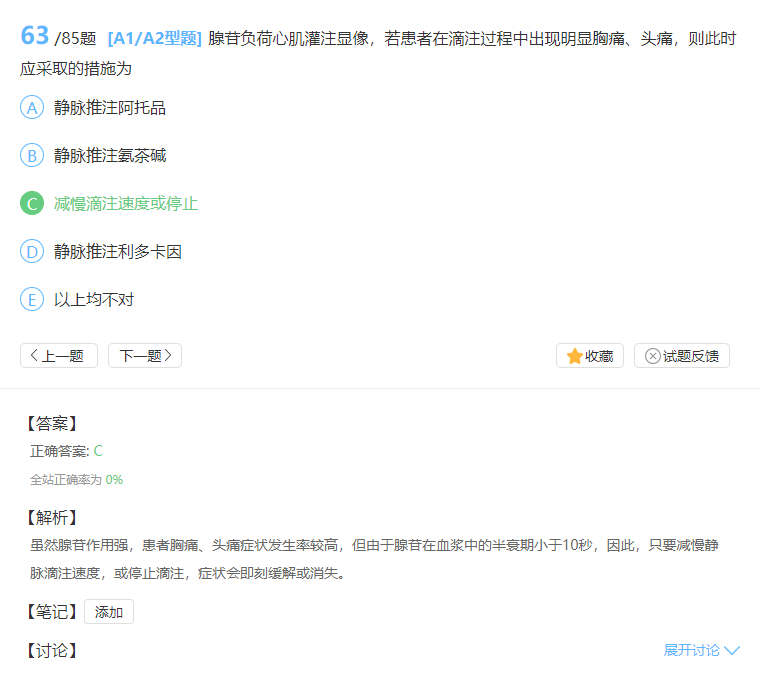 63 /85题 [A1/A2型题] 腺苷负荷心肌灌注显像，若患者在滴注过程中出现明显胸痛、头痛，则此时
应采取的措施为
A 静脉推注阿托品
B 静脉推注氨茶碱
C 减慢滴注速度或停止
D 静脉推注利多卡因
E 以上均不对
上一题 下一题 收藏 试题反馈
【答案】
正确答案: C
全站正确率为 0%
【解析】
虽然腺苷作用强，患者胸痛、头痛症状发生率较高，但由于腺苷在血浆中的半衰期小于10秒，因此，只要减慢静
脉滴注速度，或停止滴注，症状会即刻缓解或消失。
【笔记】 添加
【讨论】 展开讨论